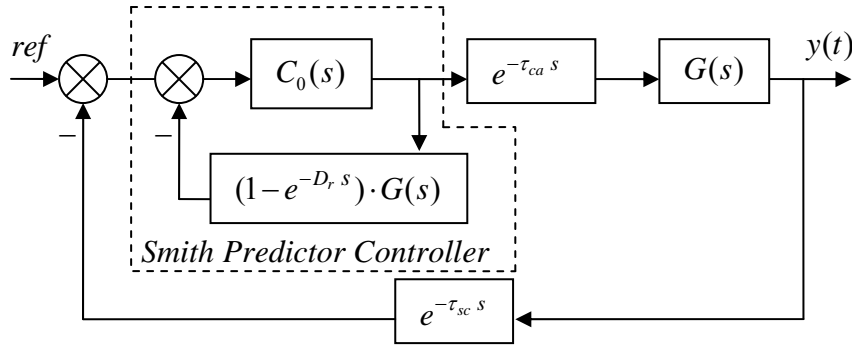 ref
C₀(s)
e^{-τ_{ca} s}
G(s)
y(t)
−
−
(1−e^{-D_r s})·G(s)
Smith Predictor Controller
e^{-τ_{sc} s}